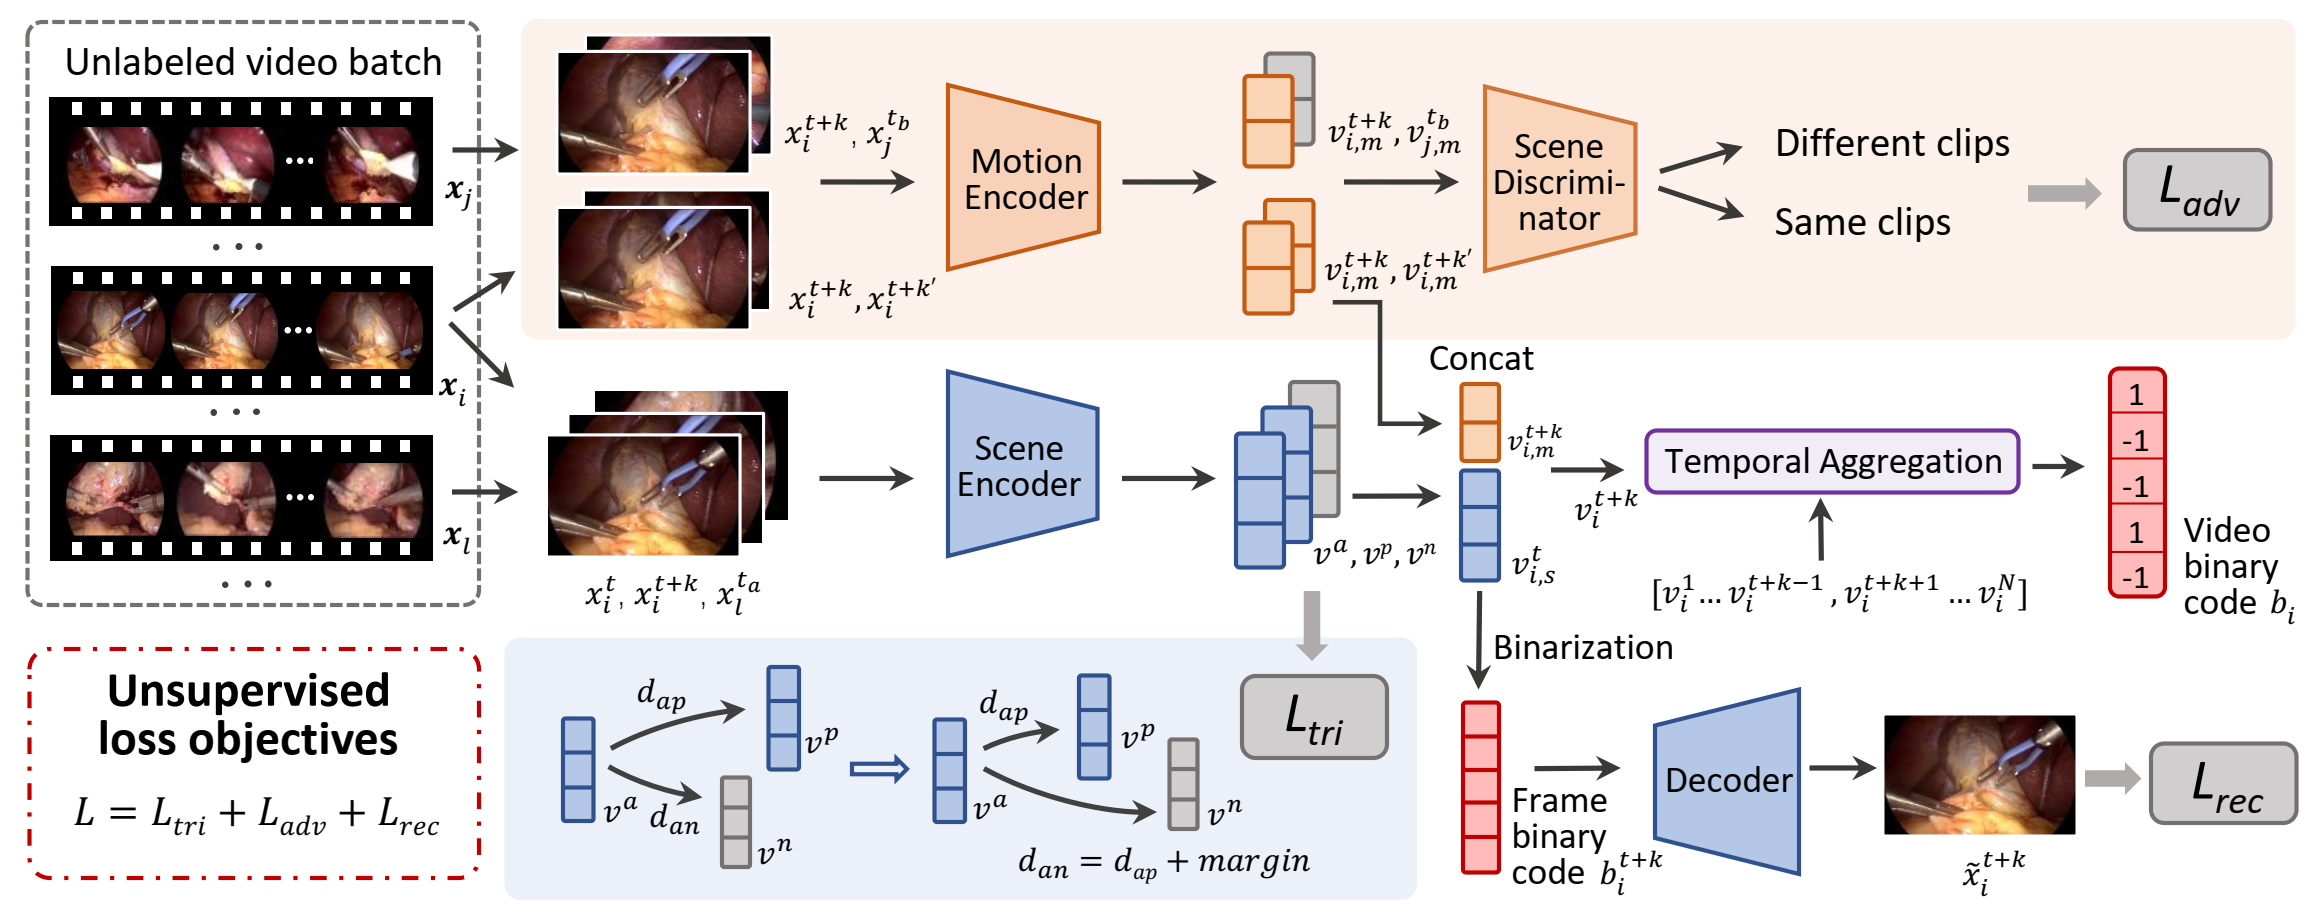 Unlabeled video batch
x_j
...
x_i
...
x_l
...
x_i^{t+k}, x_j^{t_b}
x_i^{t+k}, x_i^{t+k'}
Motion
Encoder
v_{i,m}^{t+k}, v_{j,m}^{t_b}
v_{i,m}^{t+k}, v_{i,m}^{t+k'}
Scene
Discrimi-
nator
Different clips
Same clips
L_{adv}
x_i^t, x_i^{t+k}, x_l^{t_a}
Scene
Encoder
v^a, v^p, v^n
Concat
v_{i,m}^{t+k}
v_{i,s}^t
v_i^{t+k}
Temporal Aggregation
[v_i^1 ... v_i^{t+k-1}, v_i^{t+k+1} ... v_i^N]
1
-1
-1
1
-1
Video
binary
code b_i
Unsupervised
loss objectives
L = L_{tri} + L_{adv} + L_{rec}
d_{ap}
v^p
v^a
d_{an}
v^n
d_{ap}
v^p
v^a
v^n
d_{an} = d_{ap} + margin
L_{tri}
Binarization
Frame
binary
code b_i^{t+k}
Decoder
x̃_i^{t+k}
L_{rec}